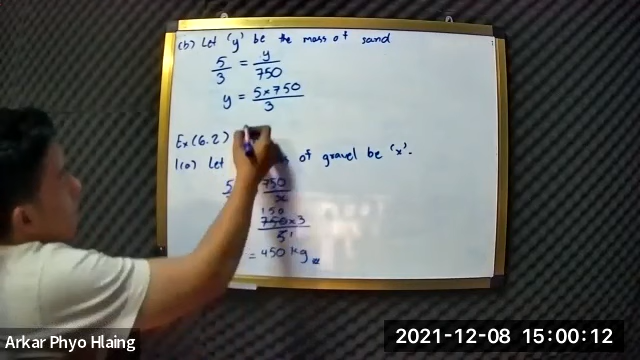 (b) Let 'y' be the mass of sand
5/3 = y/750
y = 5×750/3
Ex (6.2)
1(a) Let of gravel be 'x'.
5 750/x
150
750×3/5 1
= 450 kg
Arkar Phyo Hlaing
2021-12-08 15:00:12